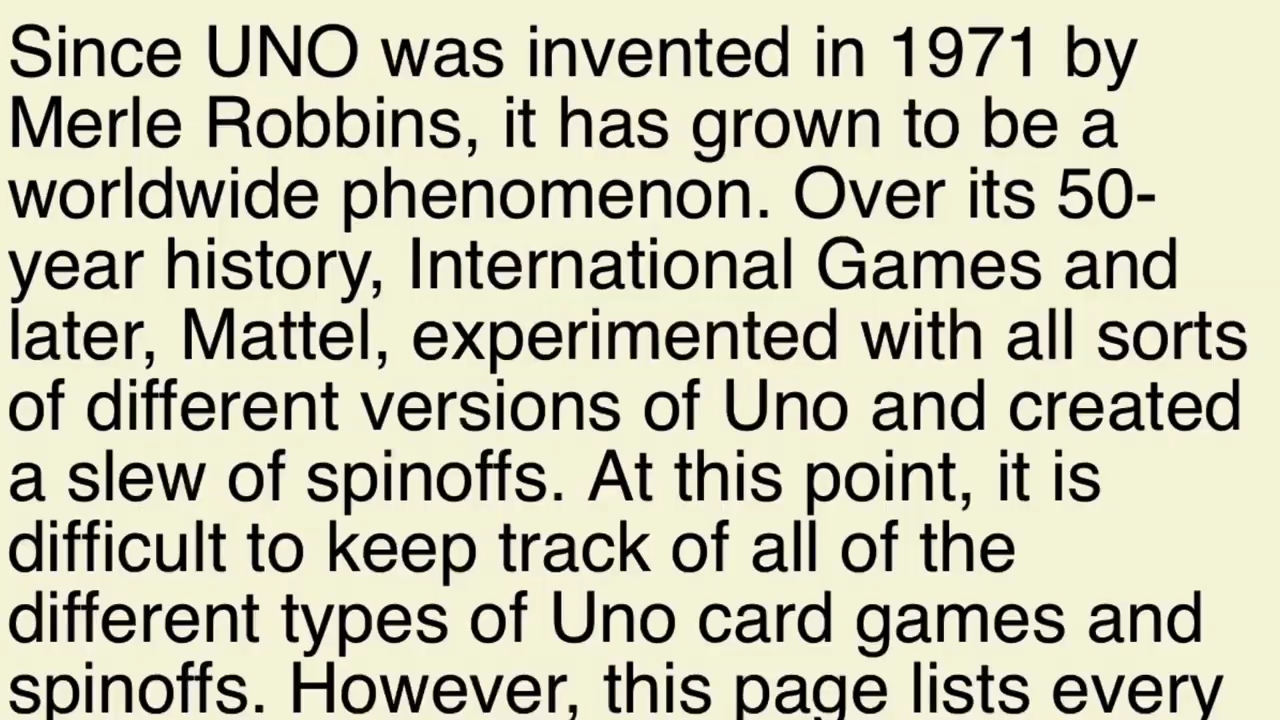 Since UNO was invented in 1971 by
Merle Robbins, it has grown to be a
worldwide phenomenon. Over its 50-
year history, International Games and
later, Mattel, experimented with all sorts
of different versions of Uno and created
a slew of spinoffs. At this point, it is
difficult to keep track of all of the
different types of Uno card games and
spinoffs. However, this page lists every